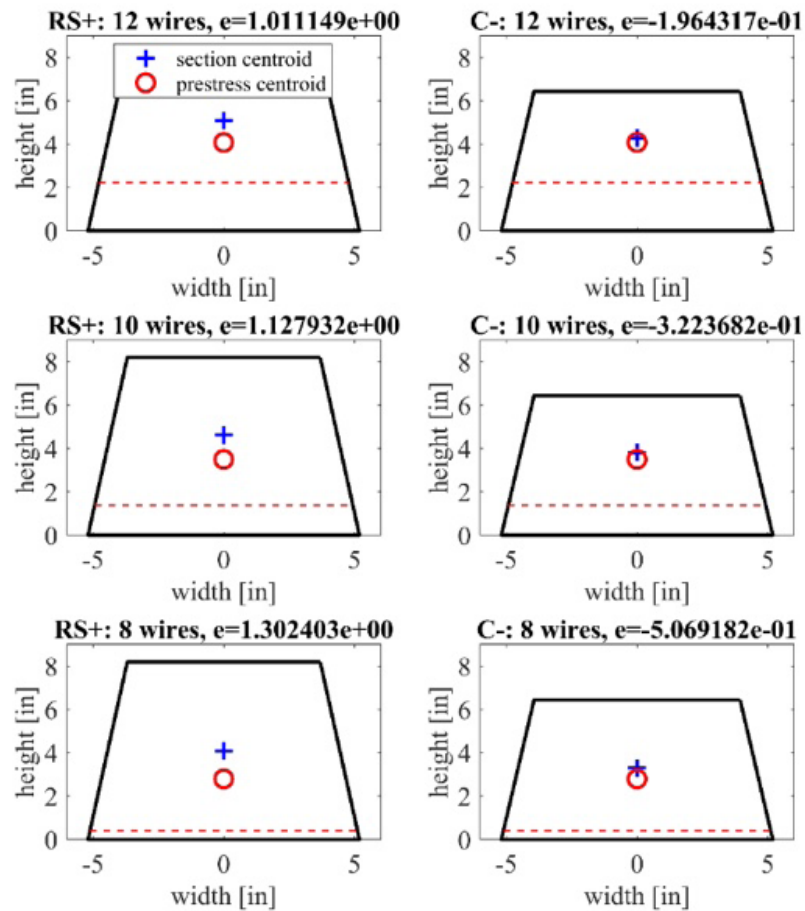 RS+: 12 wires, e=1.011149e+00
section centroid
prestress centroid
height [in]
8
6
4
2
0
-5 0 5
width [in]
C-: 12 wires, e=-1.964317e-01
height [in]
8
6
4
2
0
-5 0 5
width [in]
RS+: 10 wires, e=1.127932e+00
height [in]
8
6
4
2
0
-5 0 5
width [in]
C-: 10 wires, e=-3.223682e-01
height [in]
8
6
4
2
0
-5 0 5
width [in]
RS+: 8 wires, e=1.302403e+00
height [in]
8
6
4
2
0
-5 0 5
width [in]
C-: 8 wires, e=-5.069182e-01
height [in]
8
6
4
2
0
-5 0 5
width [in]